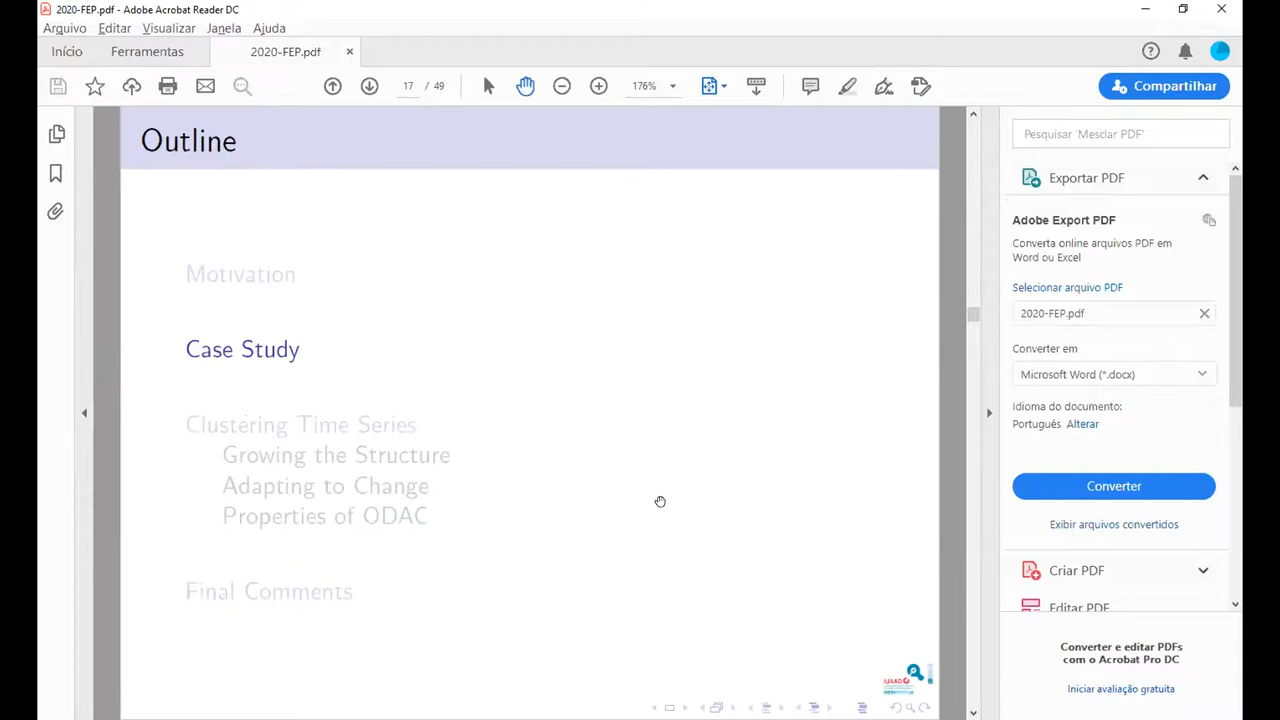 2020-FEP.pdf - Adobe Acrobat Reader DC
Arquivo Editar Visualizar Janela Ajuda
Início Ferramentas 2020-FEP.pdf
17 / 49 176% Compartilhar
Outline
Motivation
Case Study
Clustering Time Series
Growing the Structure
Adapting to Change
Properties of ODAC
Final Comments
Pesquisar 'Mesclar PDF'
Exportar PDF
Adobe Export PDF
Converta online arquivos PDF em
Word ou Excel
Selecionar arquivo PDF
2020-FEP.pdf
Converter em
Microsoft Word (*.docx)
Idioma do documento:
Português Alterar
Converter
Exibir arquivos convertidos
Criar PDF
Editar PDF
Converter e editar PDFs
com o Acrobat Pro DC
Iniciar avaliação gratuita